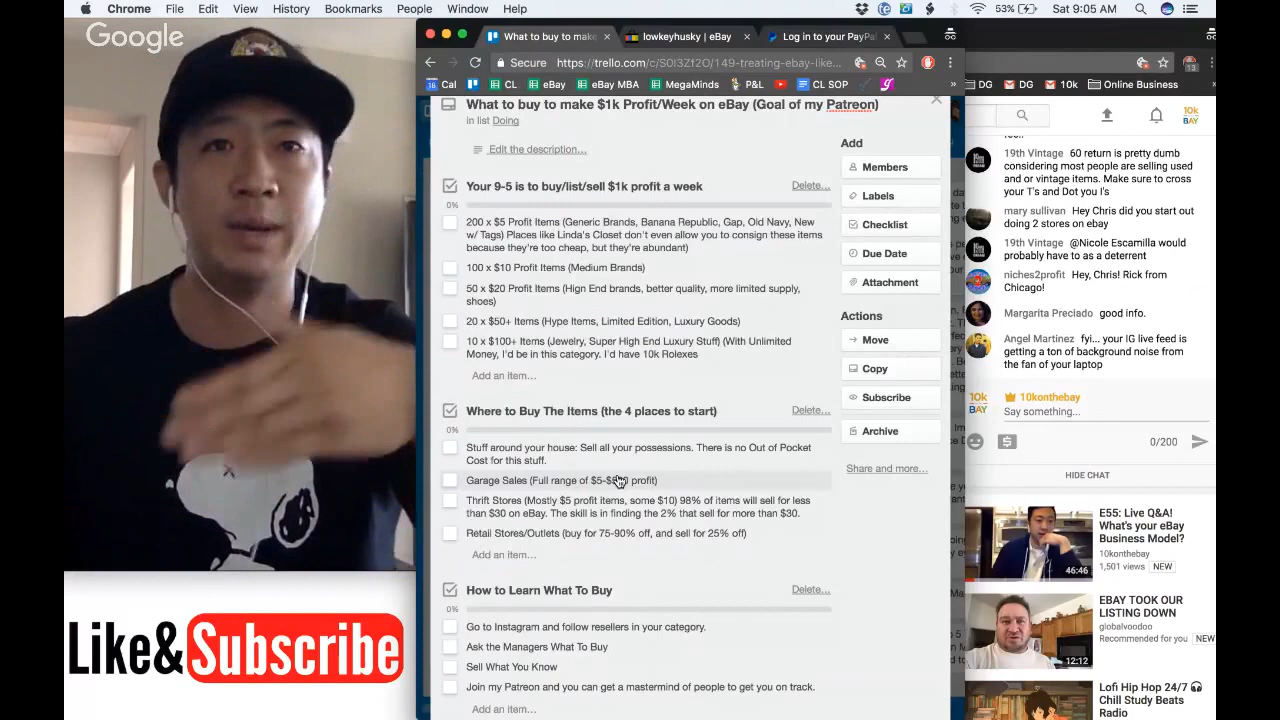 Chrome File Edit View History Bookmarks People Window Help
53% Sat 9:05 AM
Google
What to buy to make
lowkeyhusky | eBay
Log in to your PayPal
Secure https://trello.com/c/S0I3Zf2O/149-treating-ebay-like...
Cal CL eBay eBay MBA MegaMinds P&L CL SOP
DG DG 10k Online Business
What to buy to make $1k Profit/Week on eBay (Goal of my Patreon)
in list Doing
Edit the description...
Your 9-5 is to buy/list/sell $1k profit a week
Delete...
0%
200 x $5 Profit Items (Generic Brands, Banana Republic, Gap, Old Navy, New
w/ Tags) Places like Linda's Closet don't even allow you to consign these items
because they're too cheap, but they're abundant)
100 x $10 Profit Items (Medium Brands)
50 x $20 Profit Items (Hign End brands, better quality, more limited supply,
shoes)
20 x $50+ Items (Hype Items, Limited Edition, Luxury Goods)
10 x $100+ Items (Jewelry, Super High End Luxury Stuff) (With Unlimited
Money, I'd be in this category. I'd have 10k Rolexes
Add an item...
Where to Buy The Items (the 4 places to start)
Delete...
0%
Stuff around your house: Sell all your possessions. There is no Out of Pocket
Cost for this stuff.
Garage Sales (Full range of profit)
Thrift Stores (Mostly $5 profit items, some $10) 98% of items will sell for less
than $30 on eBay. The skill is in finding the 2% that sell for more than $30.
Retail Stores/Outlets (buy for 75-90% off, and sell for 25% off)
Add an item...
How to Learn What To Buy
Delete...
0%
Go to Instagram and follow resellers in your category.
Ask the Managers What To Buy
Sell What You Know
Join my Patreon and you can get a mastermind of people to get you on track.
Add an item...
Add
Members
Labels
Checklist
Due Date
Attachment
Actions
Move
Copy
Subscribe
Archive
Share and more...
10k
BAY
19th Vintage 60 return is pretty dumb
considering most people are selling used
and or vintage items. Make sure to cross
your T's and Dot you I's
mary sullivan Hey Chris did you start out
doing 2 stores on ebay
19th Vintage @Nicole Escamilla would
probably have to as a deterrent
niches2profit Hey, Chris! Rick from
Chicago!
Margarita Preciado good info.
Angel Martinez fyi... your IG live feed is
getting a ton of background noise from
the fan of your laptop
10k
BAY
10konthebay
Say something...
0/200
HIDE CHAT
E55: Live Q&A!
What's your eBay
Business Model?
10konthebay
1,501 views NEW
46:46
EBAY TOOK OUR
LISTING DOWN
globalvoodoo
Recommended for you NEW
12:12
Lofi Hip Hop 24/7
Chill Study Beats
Radio
Like& Subscribe